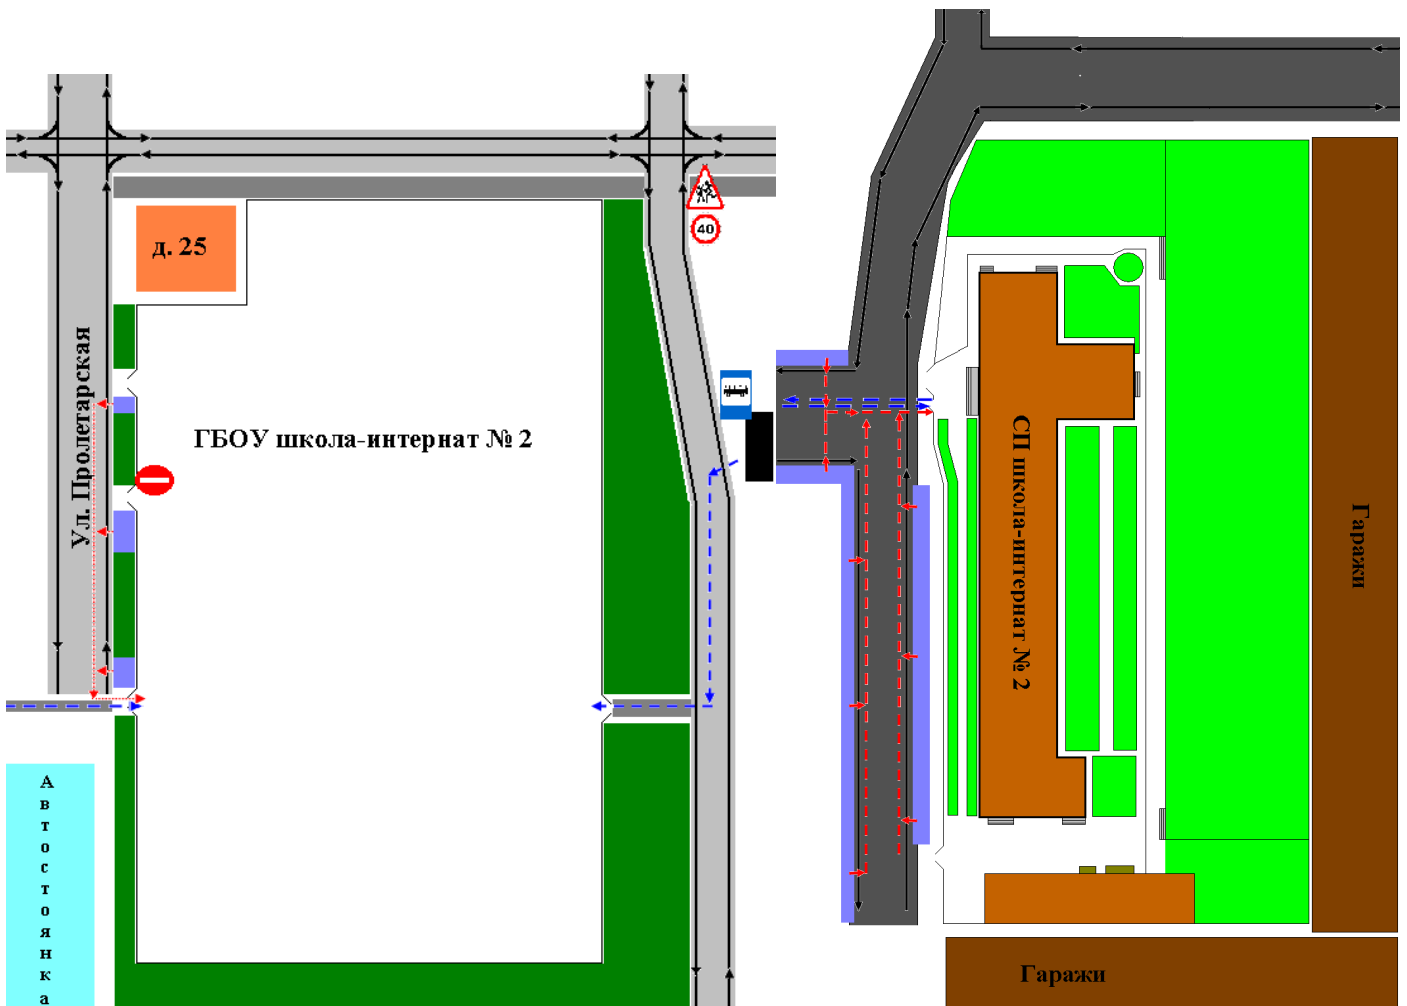 д. 25
40
Ул. Пролетарская
ГБОУ школа-интернат № 2
СП школа-интернат № 2
Гаражи
Автостоянка
Гаражи